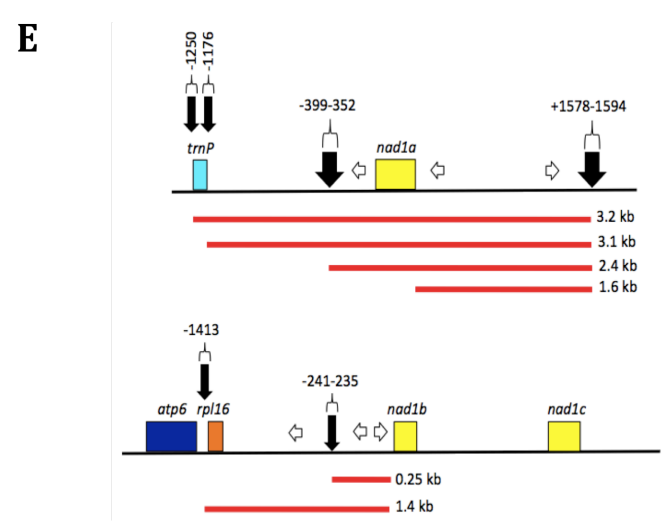 E
-1250
-1176
-399-352
+1578-1594
trnP
nad1a
3.2 kb
3.1 kb
2.4 kb
1.6 kb
-1413
-241-235
atp6 rpl16
nad1b
nad1c
0.25 kb
1.4 kb